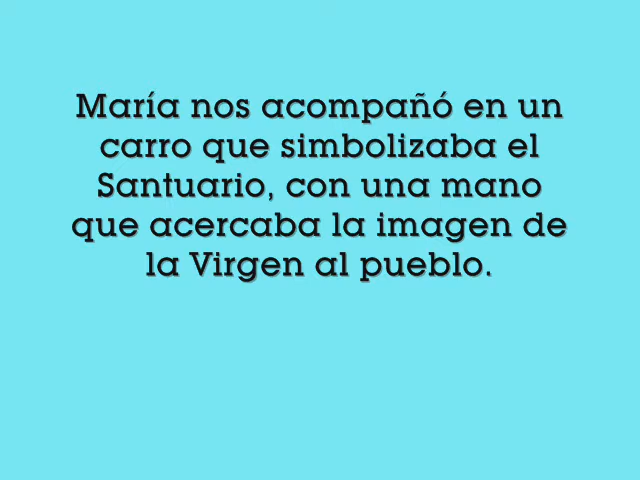 María nos acompañó en un
carro que simbolizaba el
Santuario, con una mano
que acercaba la imagen de
la Virgen al pueblo.